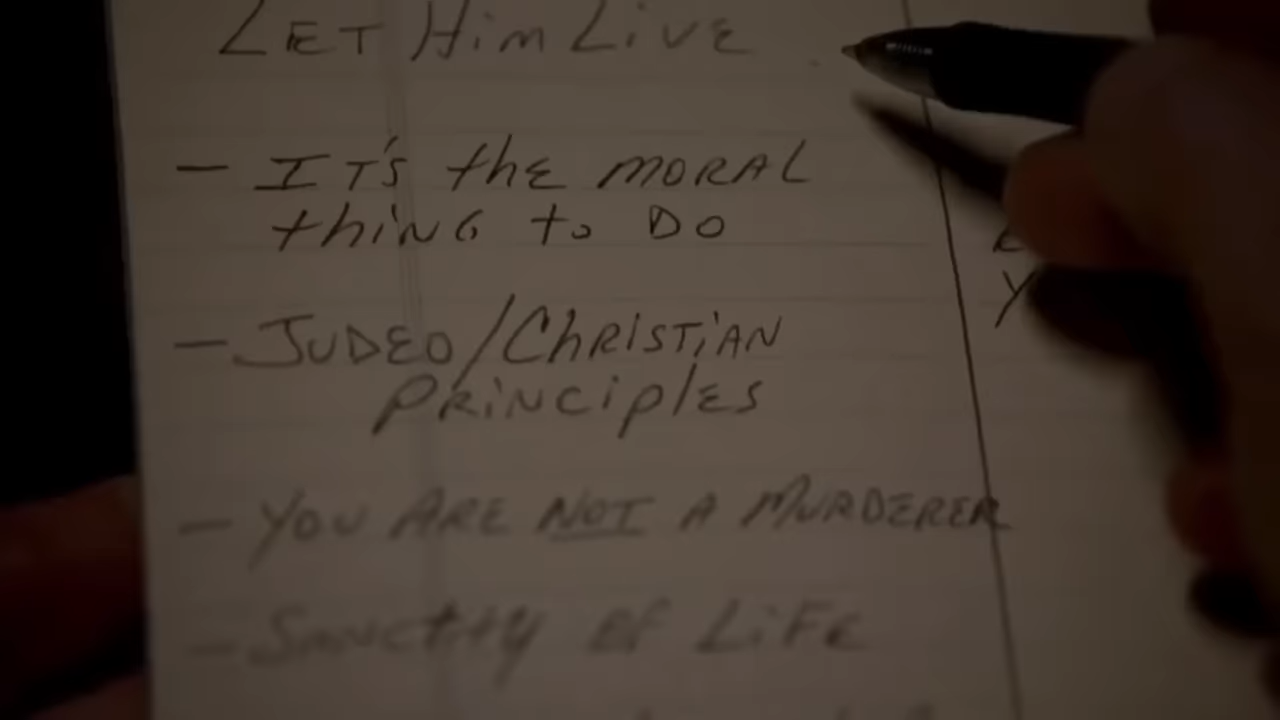 Let Him Live
- It's the moral
thing to Do
- Judeo/Christian
Principles
- You Are NOT A Murderer
- Sanctity of Life